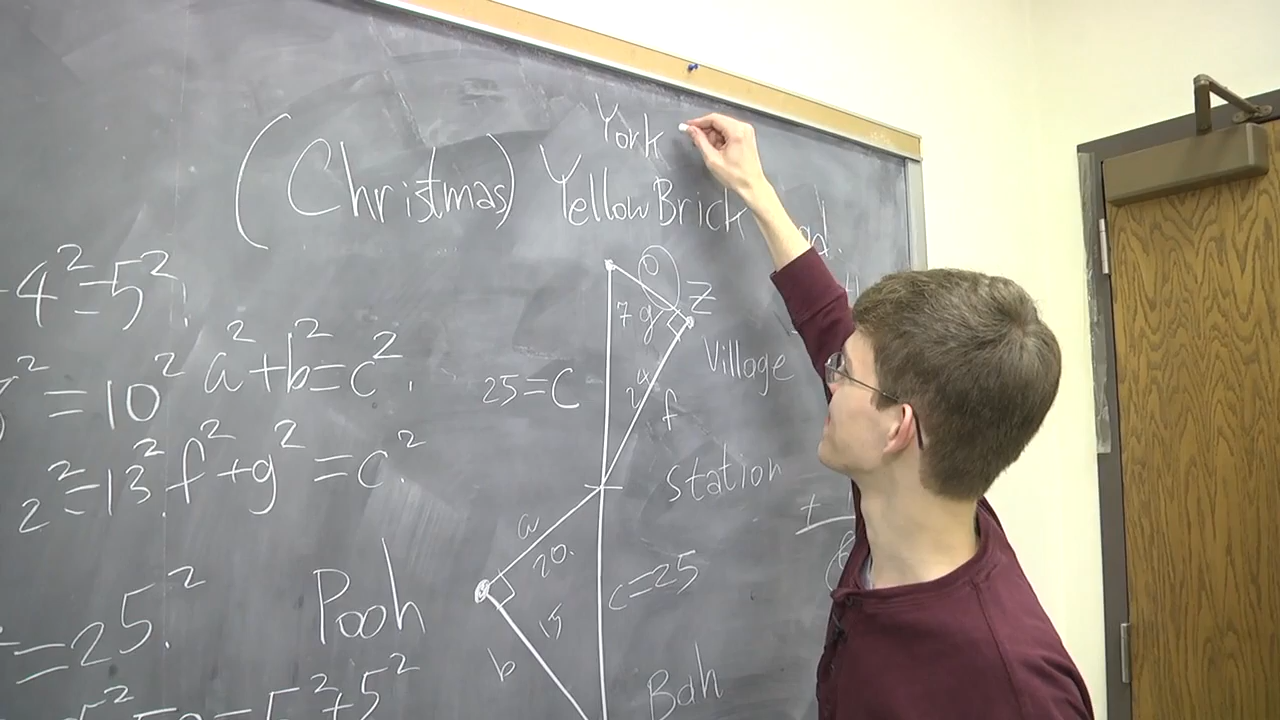 York
(Christmas) Yellow Brick
4²=5²,
= 10² a²+b²=c².
2²=13² f²+g²=c².
= 25².
Pooh
= 5²+5²
Z
7 g
Village
25=C
24
f
Station
a
20.
c=25
15
b
Bah
+